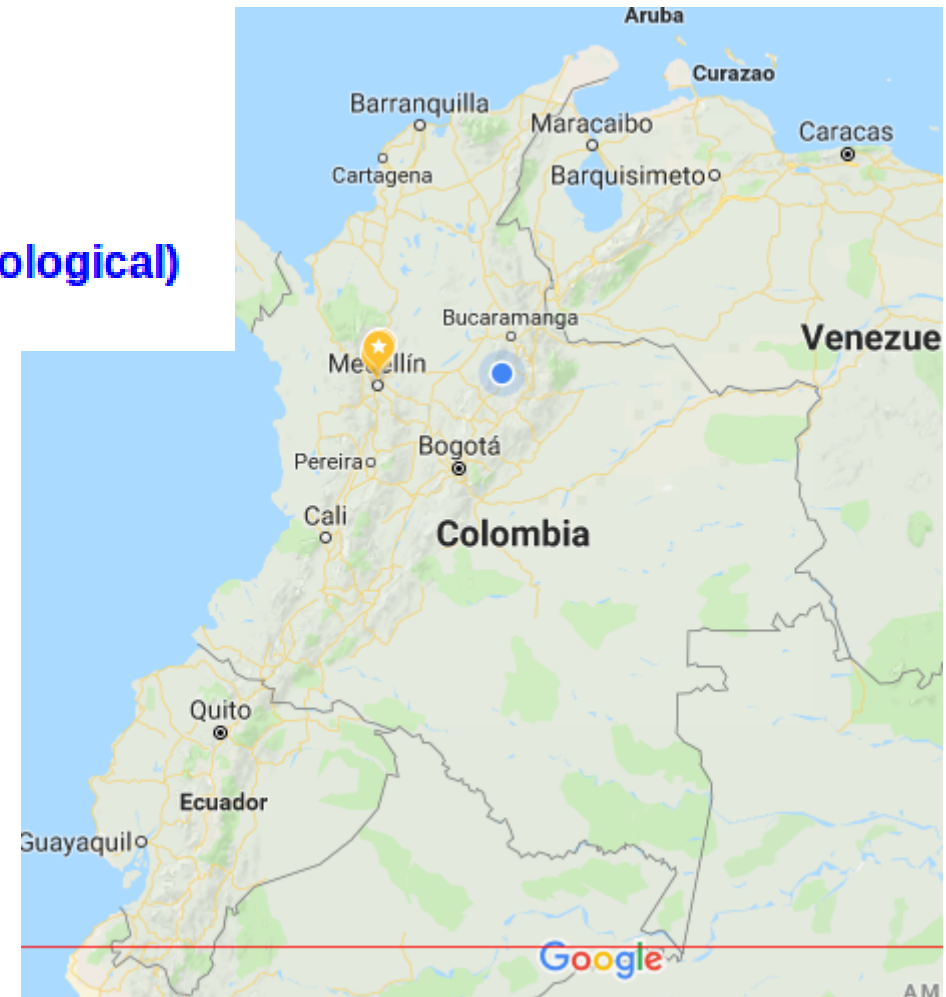 Aruba
Curazao
Barranquilla
Maracaibo
Caracas
Cartagena
Barquisimeto
ological)
Bucaramanga
Venezue
Medellín
Bogotá
Pereira
Cali
Colombia
Quito
Ecuador
Guayaquil
Google
AM